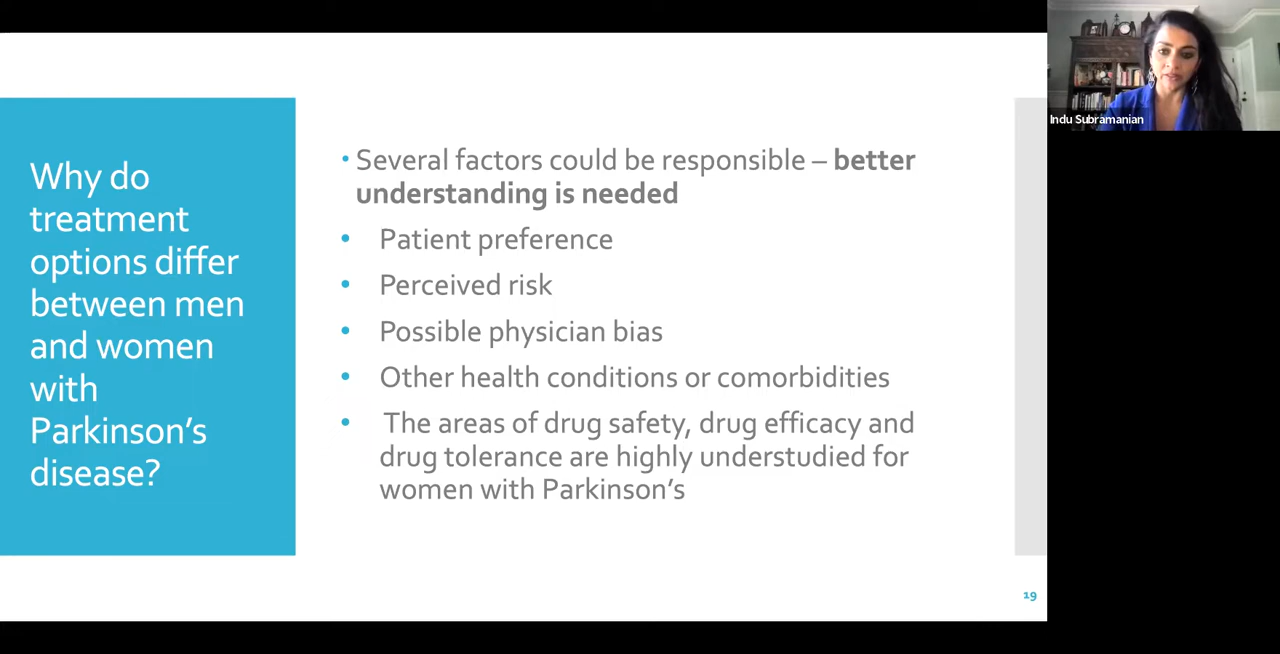 Why do
treatment
options differ
between men
and women
with
Parkinson's
disease?
• Several factors could be responsible – better
understanding is needed
• Patient preference
• Perceived risk
• Possible physician bias
• Other health conditions or comorbidities
• The areas of drug safety, drug efficacy and
drug tolerance are highly understudied for
women with Parkinson's
19
Indu Subramanian